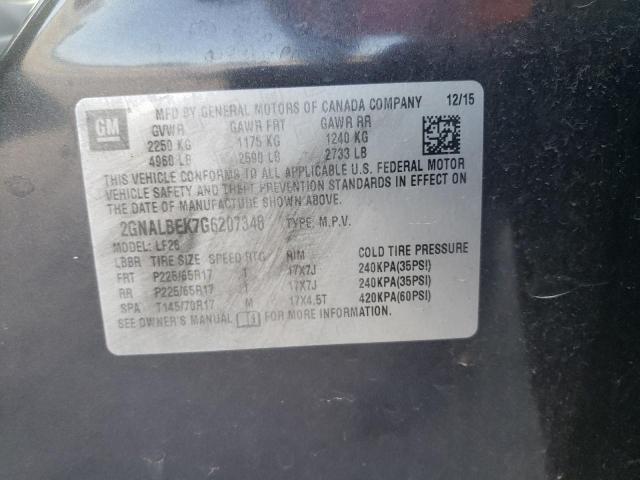 GM
MFD BY GENERAL MOTORS OF CANADA COMPANY 12/15
GVWR GAWR FRT GAWR RR
2250 KG 1175 KG 1240 KG
4960 LB 2590 LB 2733 LB
THIS VEHICLE CONFORMS TO ALL APPLICABLE U.S. FEDERAL MOTOR
VEHICLE SAFETY AND THEFT PREVENTION STANDARDS IN EFFECT ON
THE DATE OF MANUFACTURE SHOWN ABOVE.
2GNALBEK7G6207348 TYPE: M.P.V.
MODEL: LF26
LBBR TIRE SIZE SPEED RTG RIM COLD TIRE PRESSURE
FRT P225/65R17 T 17X7J 240KPA(35PSI)
RR P225/65R17 T 17X7J 240KPA(35PSI)
SPA T145/70R17 M 17X4.5T 420KPA(60PSI)
SEE OWNER'S MANUAL FOR MORE INFORMATION.